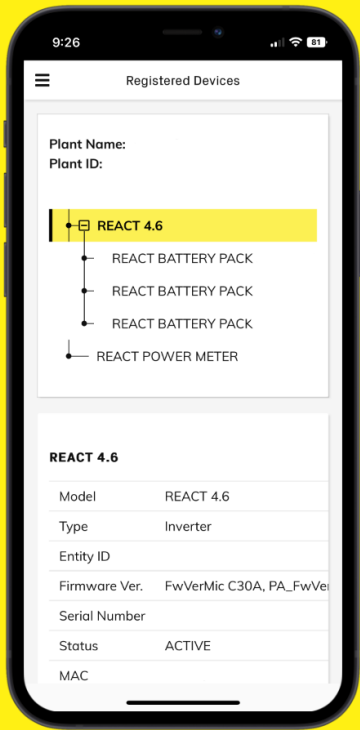 9:26
81
Registered Devices
Plant Name:
Plant ID:
REACT 4.6
REACT BATTERY PACK
REACT BATTERY PACK
REACT BATTERY PACK
REACT POWER METER
REACT 4.6
Model REACT 4.6
Type Inverter
Entity ID
Firmware Ver. FwVerMic C30A, PA_FwVer
Serial Number
Status ACTIVE
MAC